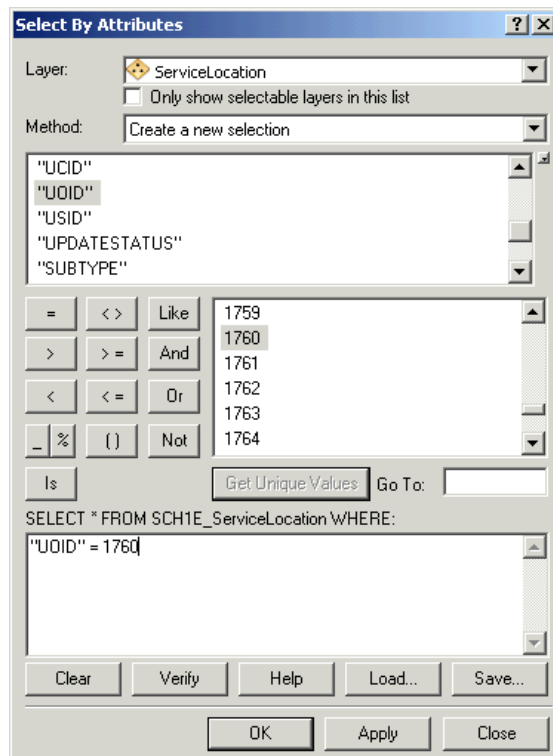 Select By Attributes ? X
Layer: ServiceLocation
Only show selectable layers in this list
Method: Create a new selection
"UCID"
"UOID"
"USID"
"UPDATESTATUS"
"SUBTYPE"
= < > Like
> > = And
< < = Or
_ % ( ) Not
Is
1759
1760
1761
1762
1763
1764
Get Unique Values Go To:
SELECT * FROM SCH1E_ServiceLocation WHERE:
"UOID" = 1760
Clear Verify Help Load... Save...
OK Apply Close